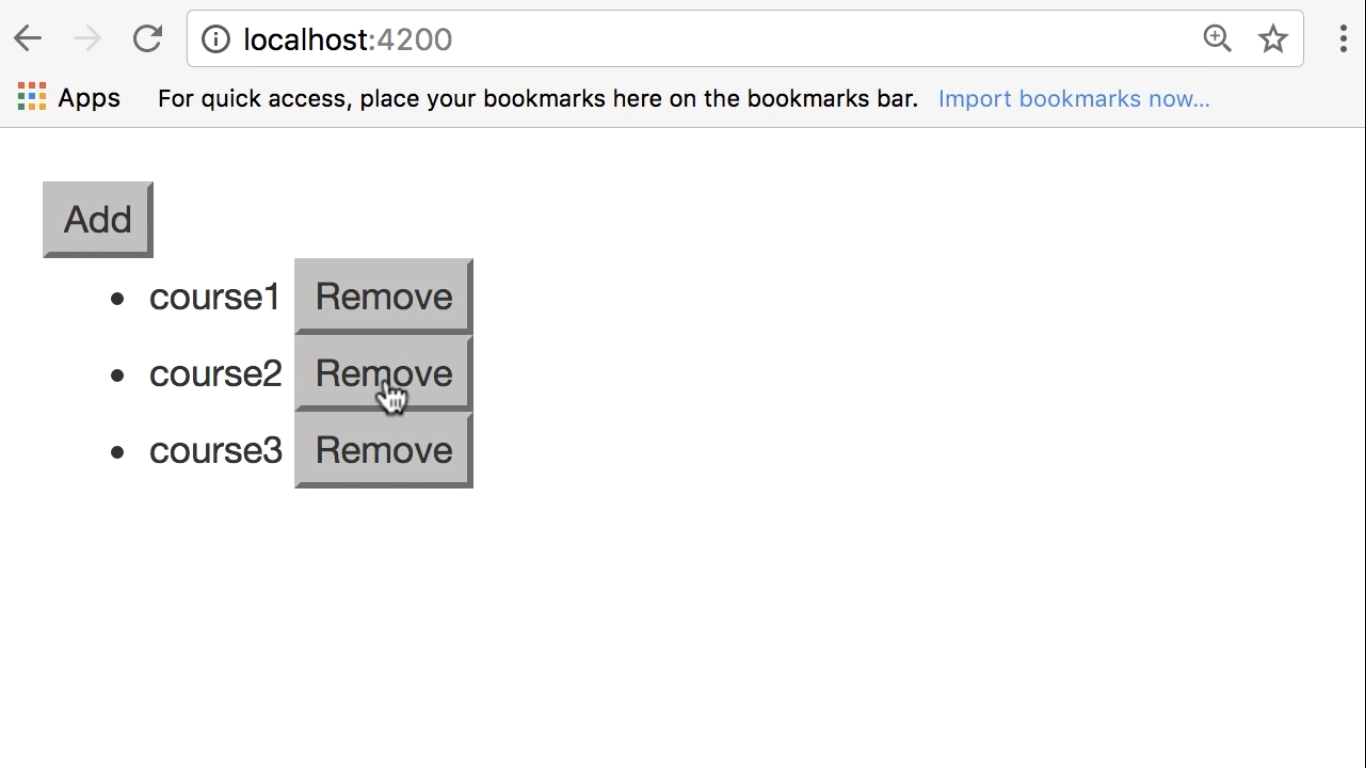 localhost:4200
Apps For quick access, place your bookmarks here on the bookmarks bar. Import bookmarks now...
Add
course1 Remove
course2 Remove
course3 Remove